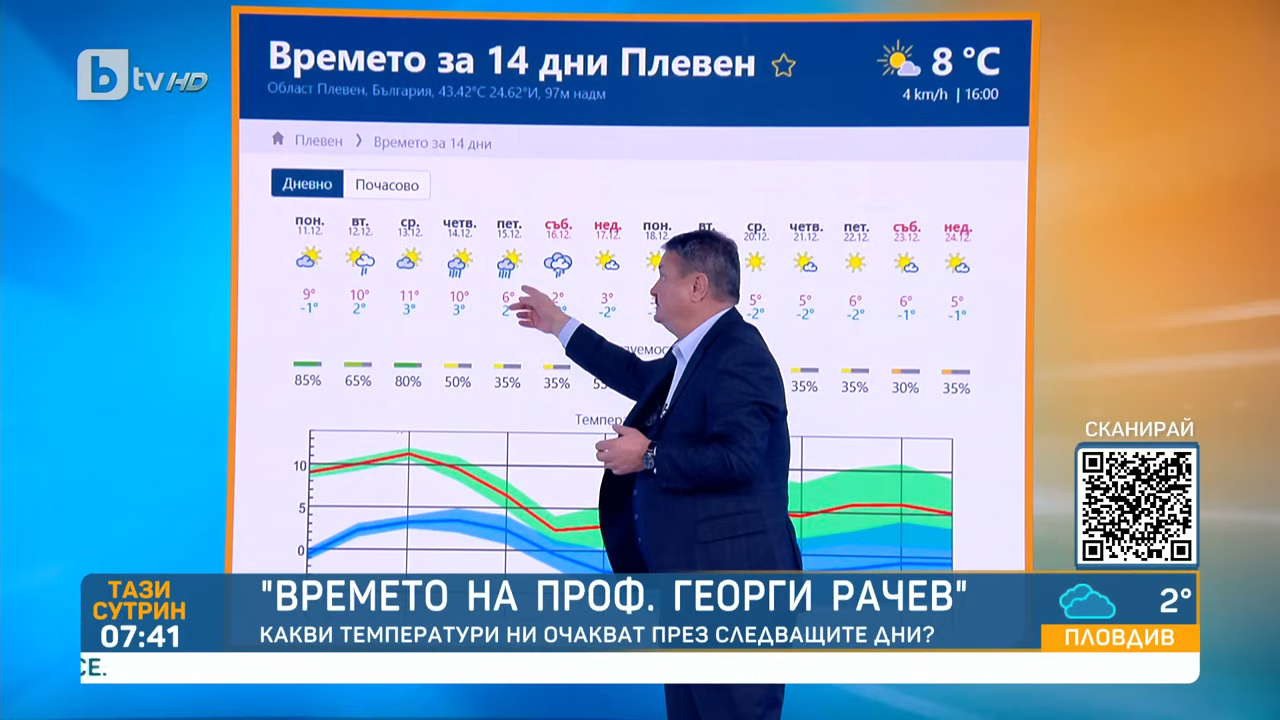 btv HD
Времето за 14 дни Плевен
8 °C
Област Плевен, България, 43.42°С 24.62°И, 97м надм
4 km/h | 16:00
Плевен > Времето за 14 дни
Дневно Почасово
пон. вт. ср. четв. пет. съб. нед. пон. вт. ср. четв. пет. съб. нед.
11.12. 12.12. 13.12. 14.12. 15.12. 16.12. 17.12. 18.12. 20.12. 21.12. 22.12. 23.12. 24.12.
9° 10° 11° 10° 6° 2° 3° 5° 5° 6° 6° 5°
-1° 2° 3° 3° -2° -2° -2° -2° -1° -1°
85% 65% 80% 50% 35% 35% 35% 35% 30% 35%
10
5
0
СКАНИРАЙ
ТАЗИ
СУТРИН
07:41
"ВРЕМЕТО НА ПРОФ. ГЕОРГИ РАЧЕВ"
КАКВИ ТЕМПЕРАТУРИ НИ ОЧАКВАТ ПРЕЗ СЛЕДВАЩИТЕ ДНИ?
2°
ПЛОВДИВ
СЕ.